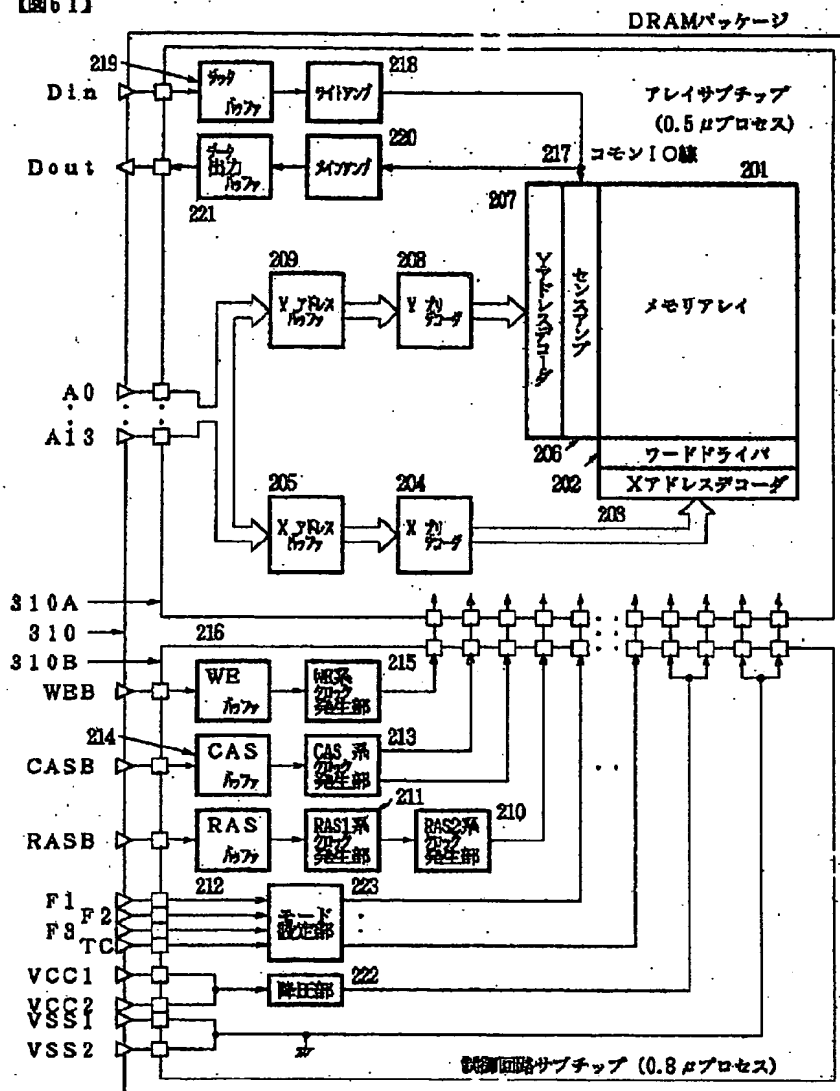 【図61】
DRAMパッケージ
219
218
Din
バッファ
ライトアンプ
アレイサブチップ
(0.5μプロセス)
220
217 コモンIO線
Dout
データ
出力
バッファ
メインアンプ
201
207
221
209
208
Y アドレス
バッファ
Y プリ
デコーダ
Yアドレスデコーダ
センスアンプ
メモリアレイ
A0
A13
206
202
ワードドライバ
Xアドレスデコーダ
205
204
203
X アドレス
バッファ
X プリ
デコーダ
310A
310
216
310B
215
WEB
WE
バッファ
WE系
クロック
発生部
214
213
CASB
CAS
バッファ
CAS 系
クロック
発生部
211
210
RASB
RAS
バッファ
RAS1系
クロック
発生部
RAS2系
クロック
発生部
212
223
F1
F2
F3
TC
モード
設定部
VCC1
222
VCC2
降圧部
VSS1
VSS2
制御回路サブチップ (0.8μプロセス)